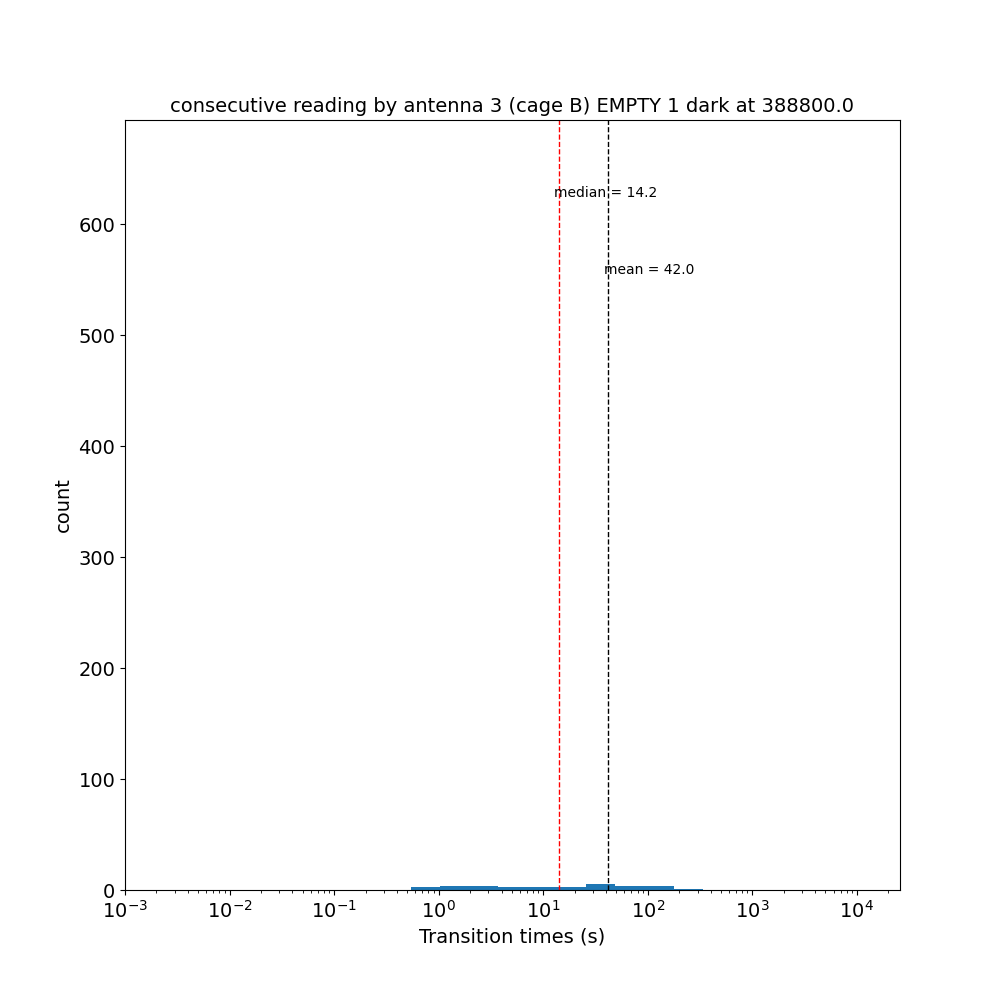 consecutive reading by antenna 3 (cage B) EMPTY 1 dark at 388800.0
median = 14.2
mean = 42.0
600
500
400
300
200
100
0
count
10⁻³ 10⁻² 10⁻¹ 10⁰ 10¹ 10² 10³ 10⁴
Transition times (s)